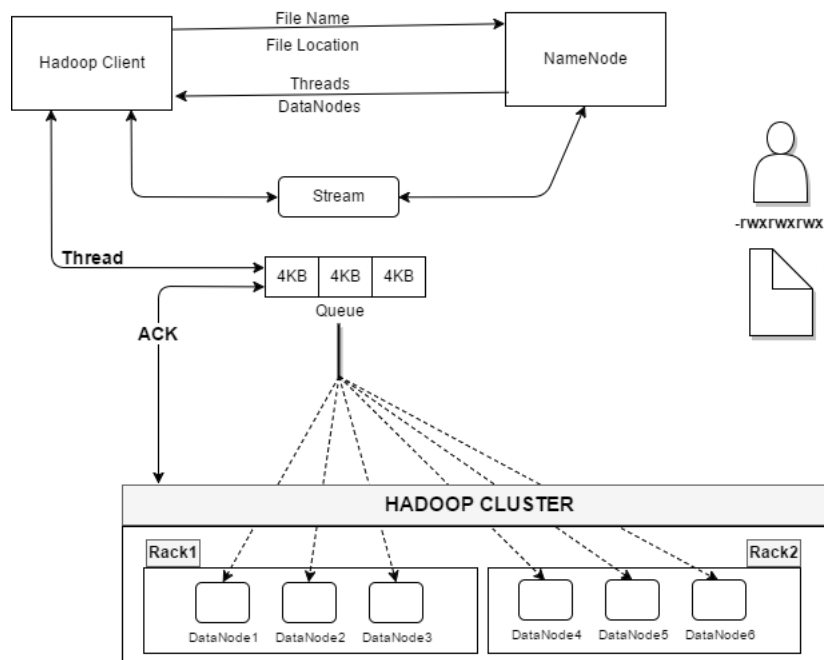 File Name
File Location
Hadoop Client
NameNode
Threads
DataNodes
Stream
-rwxrwxrwx
Thread
4KB 4KB 4KB
Queue
ACK
HADOOP CLUSTER
Rack1 Rack2
DataNode1 DataNode2 DataNode3 DataNode4 DataNode5 DataNode6